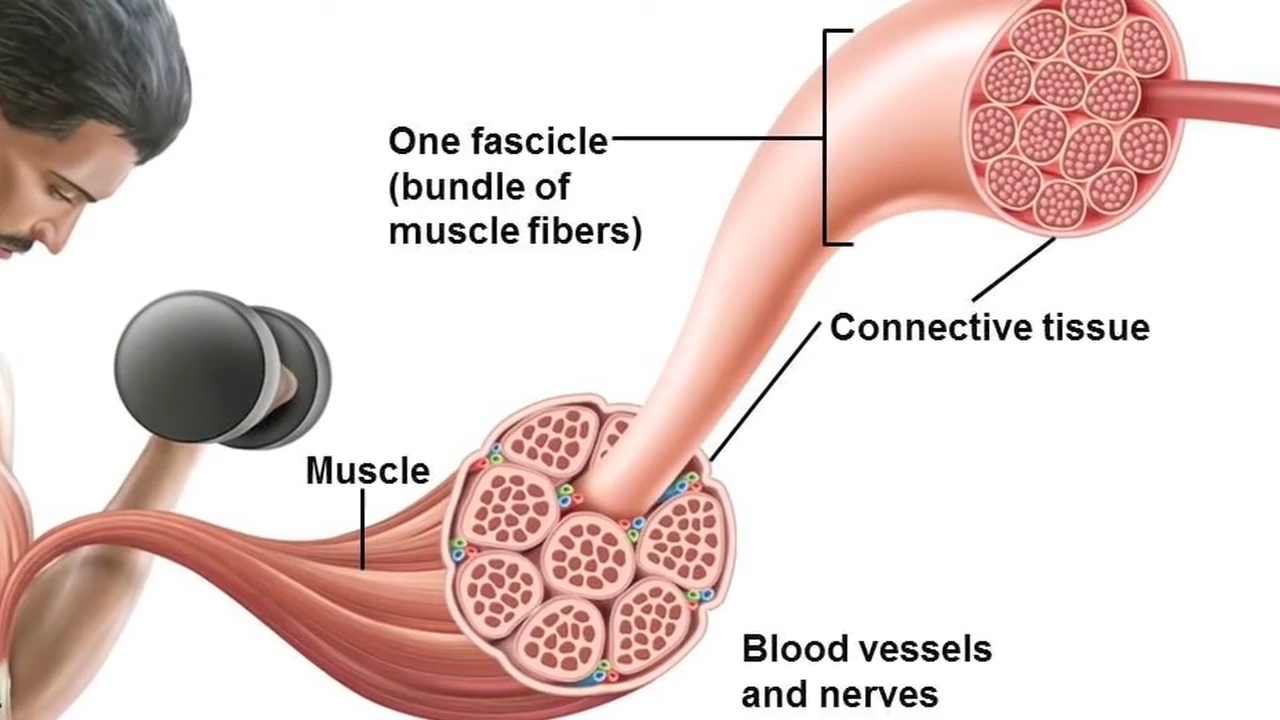 One fascicle
(bundle of
muscle fibers)
Connective tissue
Muscle
Blood vessels
and nerves